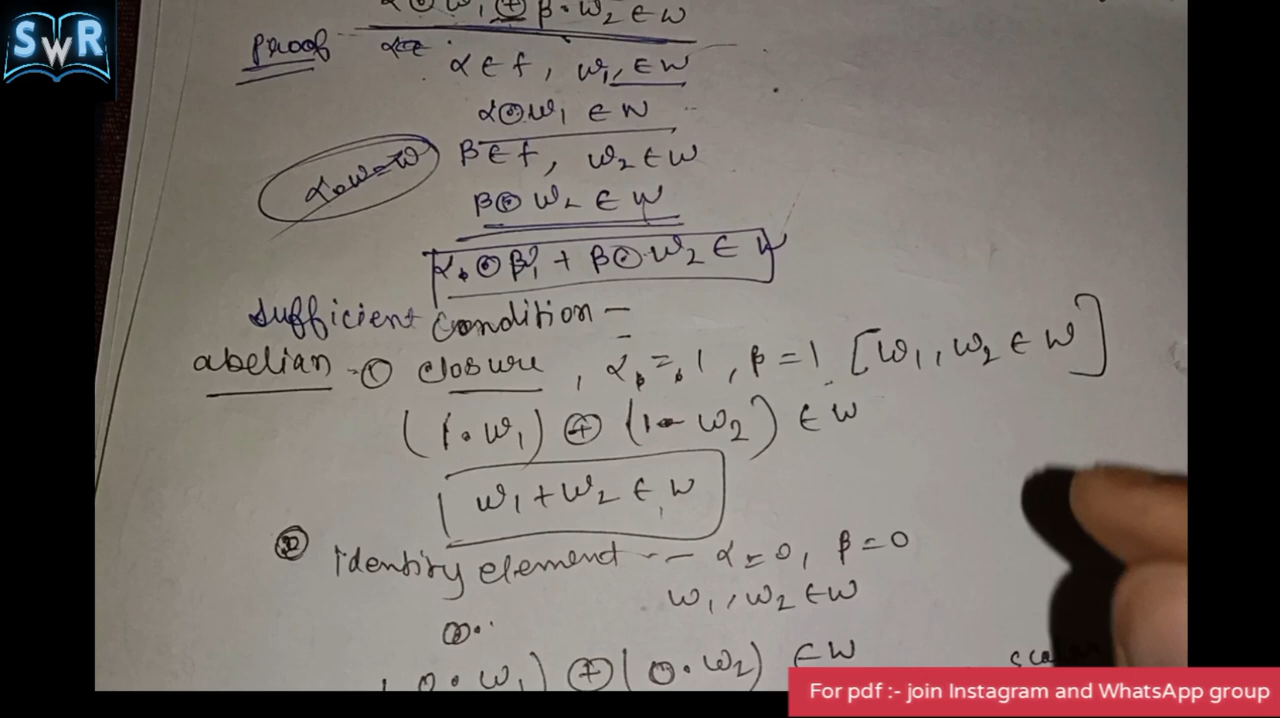 SWR
α⊙w₁ ⊕ β·w₂ ∈ W
Proof -
α ∈ f, w₁, ∈ W
α⊙w₁ ∈ W
β ∈ f, w₂ ∈ W
β⊙w₂ ∈ W
α·⊙β₁ + β⊙w₂ ∈ W
Sufficient Condition -
abelian - ① closure, α = 1, β = 1 [w₁, w₂ ∈ W]
(1·w₁) ⊕ (1·w₂) ∈ W
w₁ + w₂ ∈ W
② identity element -- α = 0, β = 0
w₁, w₂ ∈ W
0·w₁) ⊕ (0·w₂) ∈ W
For pdf :- join Instagram and WhatsApp group